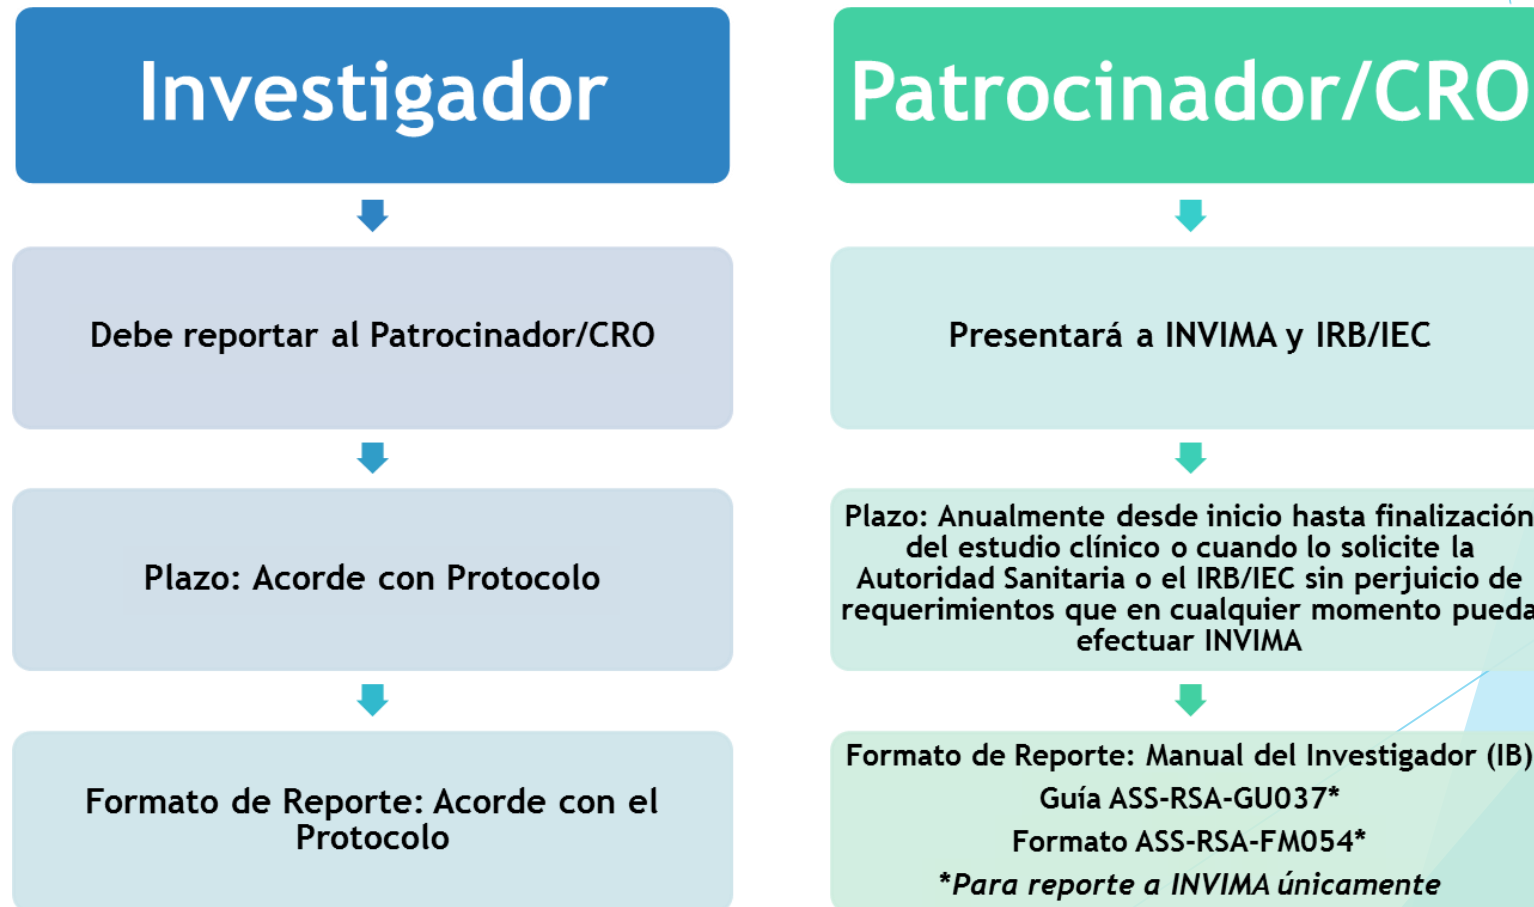 Investigador
Debe reportar al Patrocinador/CRO
Plazo: Acorde con Protocolo
Formato de Reporte: Acorde con el
Protocolo
Patrocinador/CRO
Presentará a INVIMA y IRB/IEC
Plazo: Anualmente desde inicio hasta finalización
del estudio clínico o cuando lo solicite la
Autoridad Sanitaria o el IRB/IEC sin perjuicio de
requerimientos que en cualquier momento pueda
efectuar INVIMA
Formato de Reporte: Manual del Investigador (IB)
Guía ASS-RSA-GU037*
Formato ASS-RSA-FM054*
*Para reporte a INVIMA únicamente